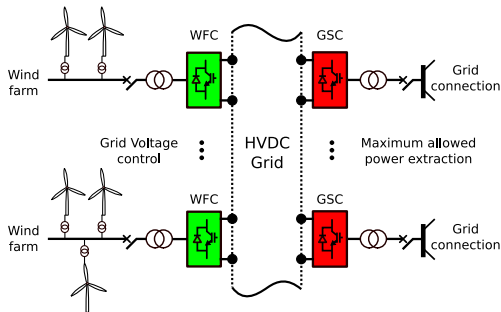 WFC
GSC
Wind
farm
Grid
connection
Grid Voltage
control
HVDC
Grid
Maximum allowed
power extraction
WFC
GSC
Wind
farm
Grid
connection